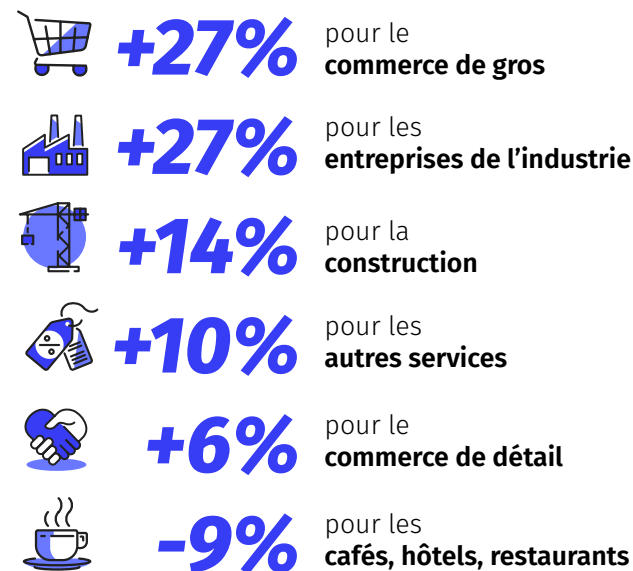 +27% pour le
commerce de gros
+27% pour les
entreprises de l’industrie
+14% pour la
construction
+10% pour les
autres services
+6% pour le
commerce de détail
-9% pour les
cafés, hôtels, restaurants